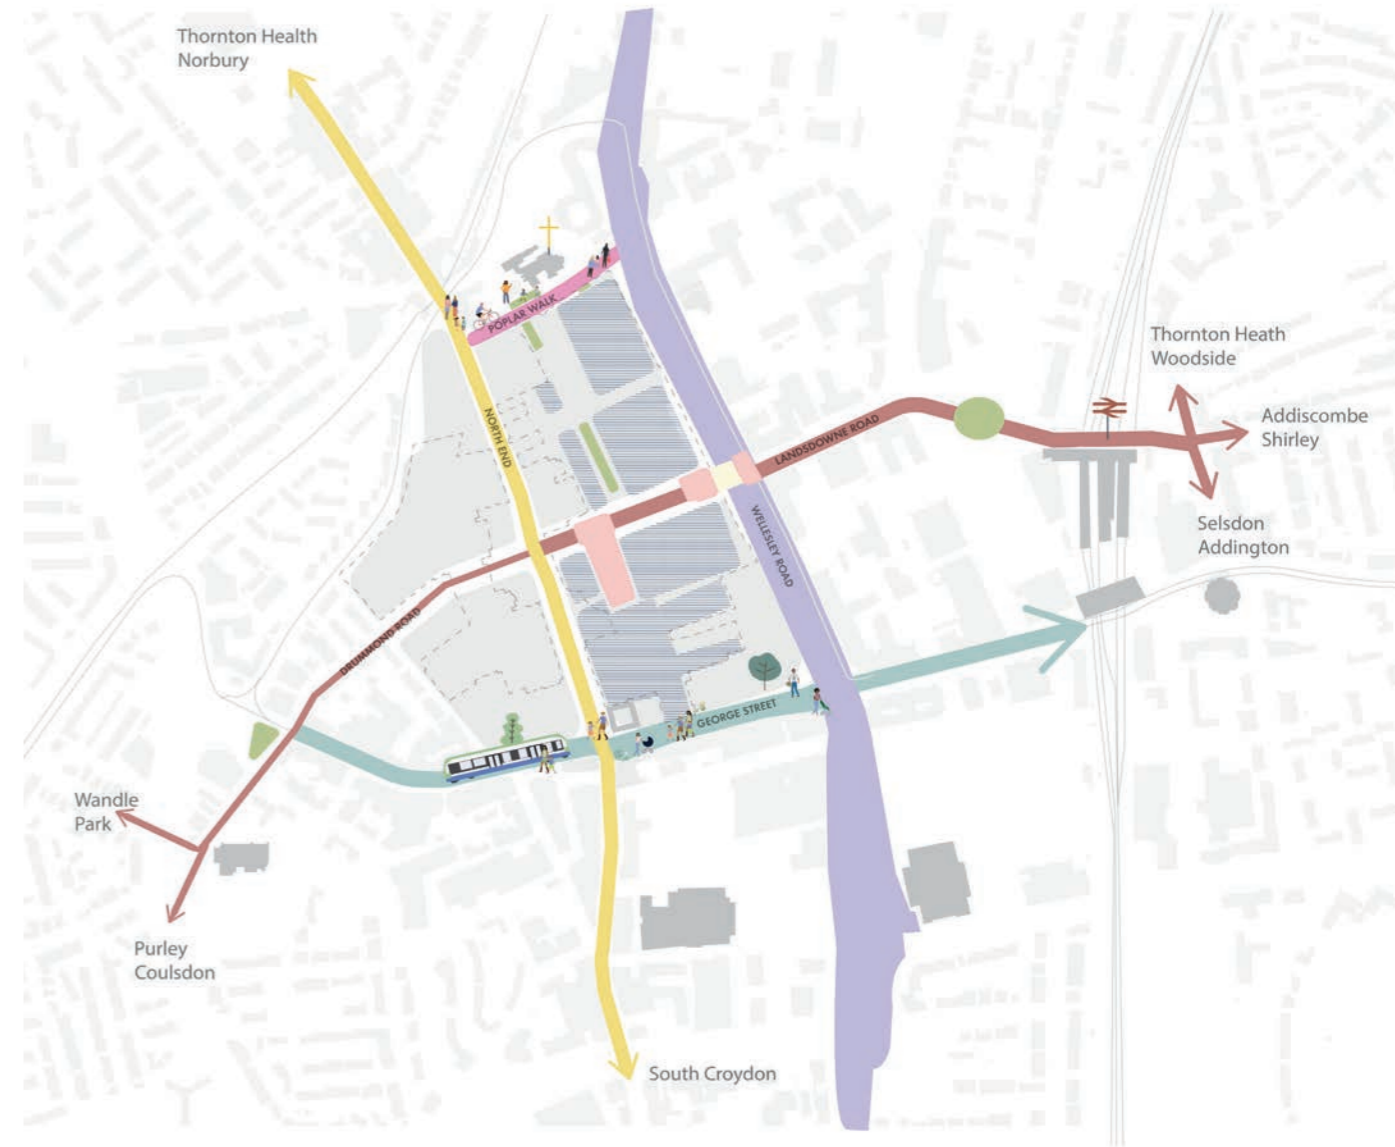 Thornton Health
Norbury
POPLAR WALK
Thornton Heath
Woodside
NORTH END
LANDSDOWNE ROAD
Addiscombe
Shirley
WELLESLEY ROAD
Selsdon
Addington
DRUMMOND ROAD
GEORGE STREET
Wandle
Park
Purley
Coulsdon
South Croydon